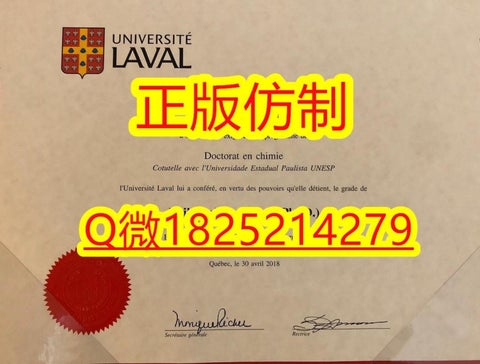 UNIVERSITÉ
LAVAL
正版仿制
Doctorat en chimie
Cotutelle avec l'Universidade Estadual Paulista UNESP
l'Université Laval lui a conféré, en vertu des pouvoirs qu'elle détient, le grade de
Q微1825214279
Québec, le 30 avril 2018
Secrétaire générale
Rectrice